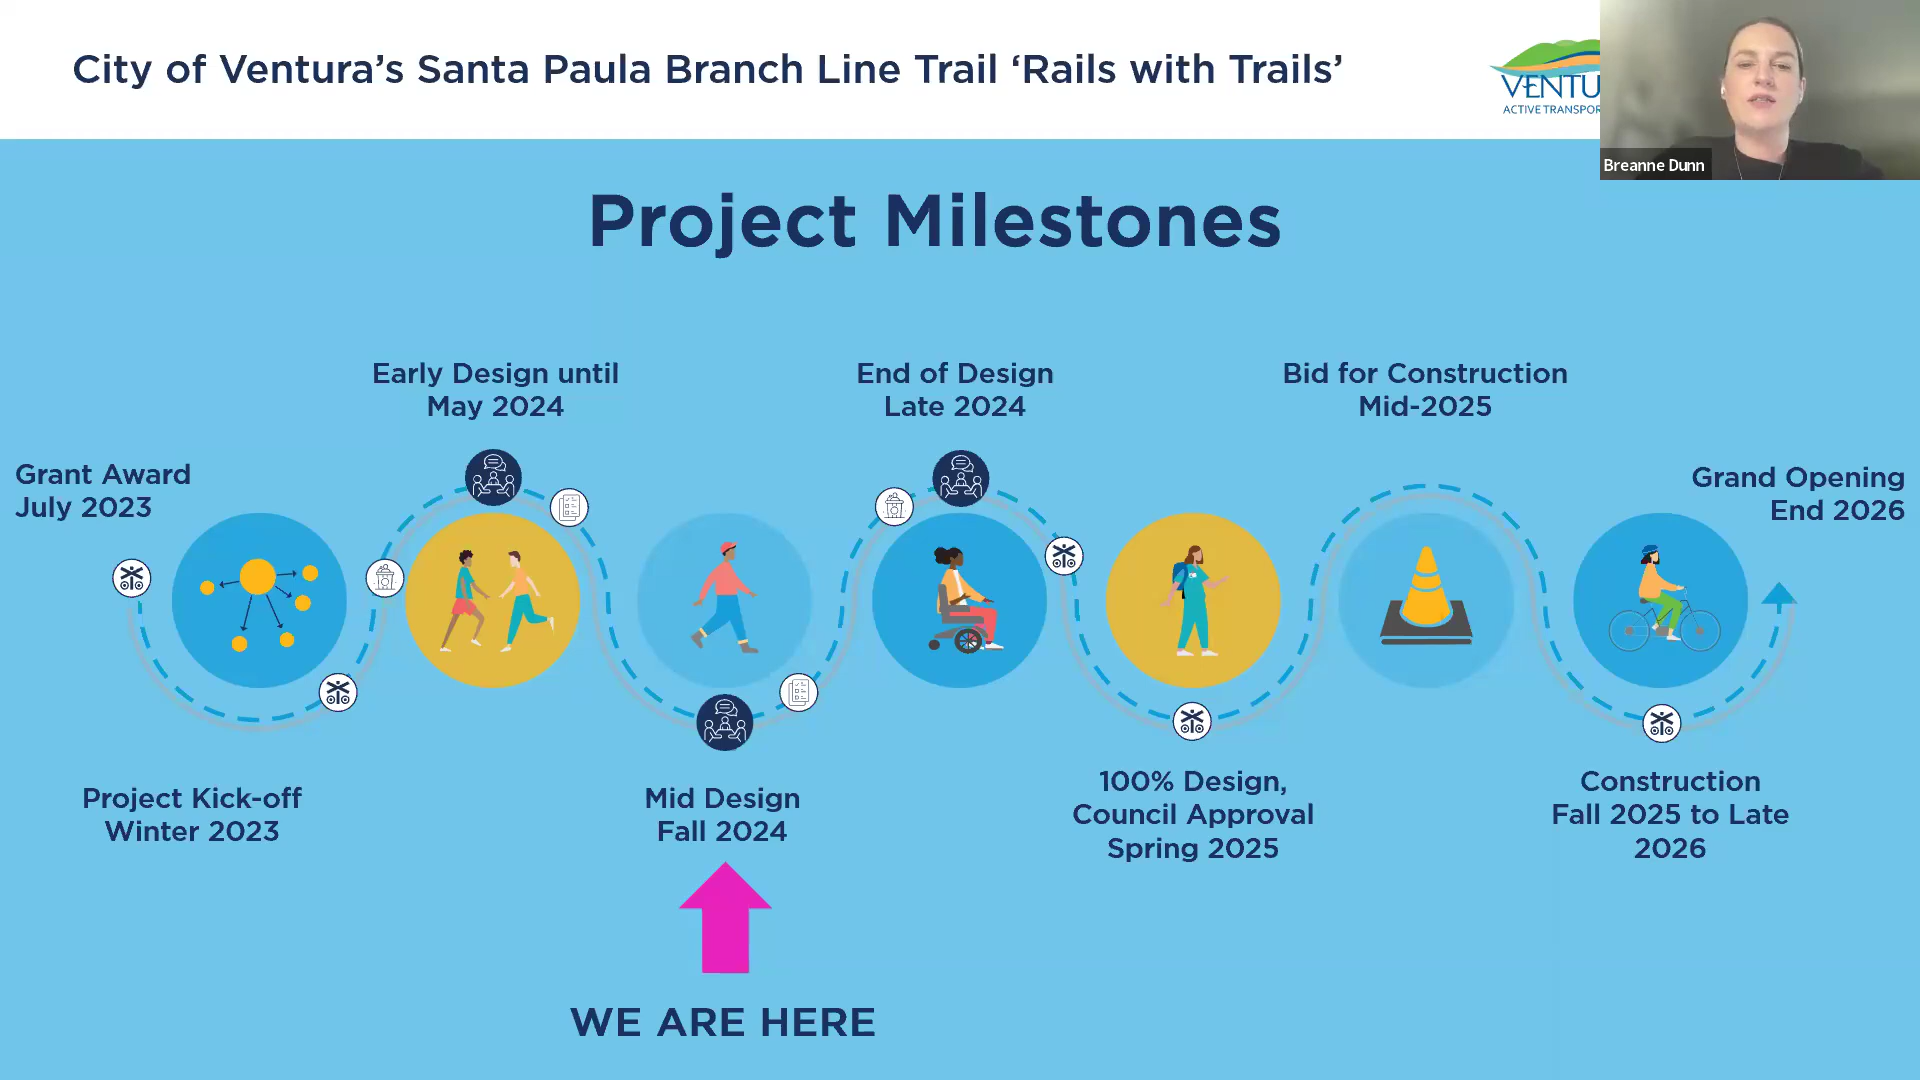 City of Ventura’s Santa Paula Branch Line Trail ‘Rails with Trails’
VENTU
ACTIVE TRANSPOR
Breanne Dunn
Project Milestones
Early Design until
May 2024
End of Design
Late 2024
Bid for Construction
Mid-2025
Grant Award
July 2023
Grand Opening
End 2026
Project Kick-off
Winter 2023
Mid Design
Fall 2024
100% Design,
Council Approval
Spring 2025
Construction
Fall 2025 to Late
2026
WE ARE HERE